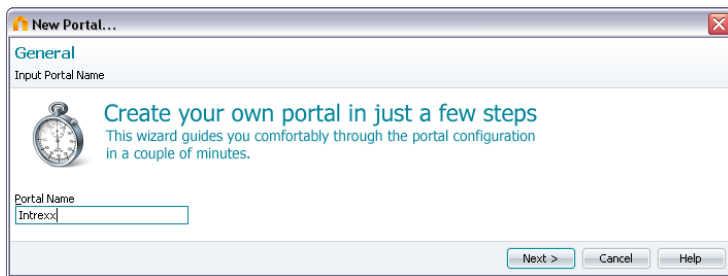 New Portal...
General
Input Portal Name
Create your own portal in just a few steps
This wizard guides you comfortably through the portal configuration
in a couple of minutes.
Portal Name
Intrexx
Next >
Cancel
Help